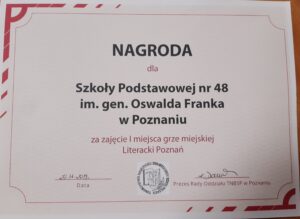 NAGRODA
dla
Szkoły Podstawowej nr 48
im. gen. Oswalda Franka
w Poznaniu
za zajęcie I miejsca grze miejskiej
Literacki Poznań
Data
Prezes Rady Oddziału TNBSP w Poznaniu